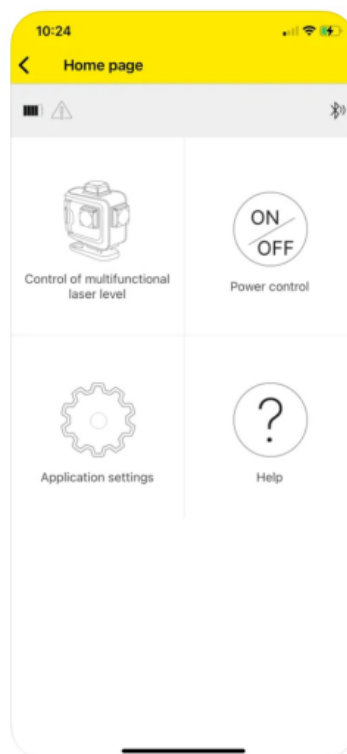 10:24
Home page
Control of multifunctional
laser level
ON
OFF
Power control
Application settings
?
Help